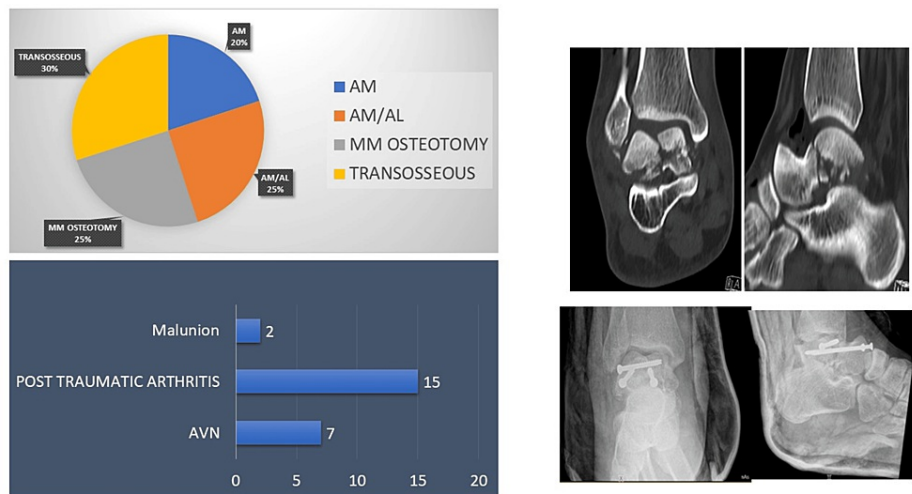 AM
20%
TRANSOSSEOUS
30%
AM/AL
25%
MM OSTEOTOMY
25%
AM
AM/AL
MM OSTEOTOMY
TRANSOSSEOUS
Malunion
2
POST TRAUMATIC ARTHRITIS
15
AVN
7
0 5 10 15 20